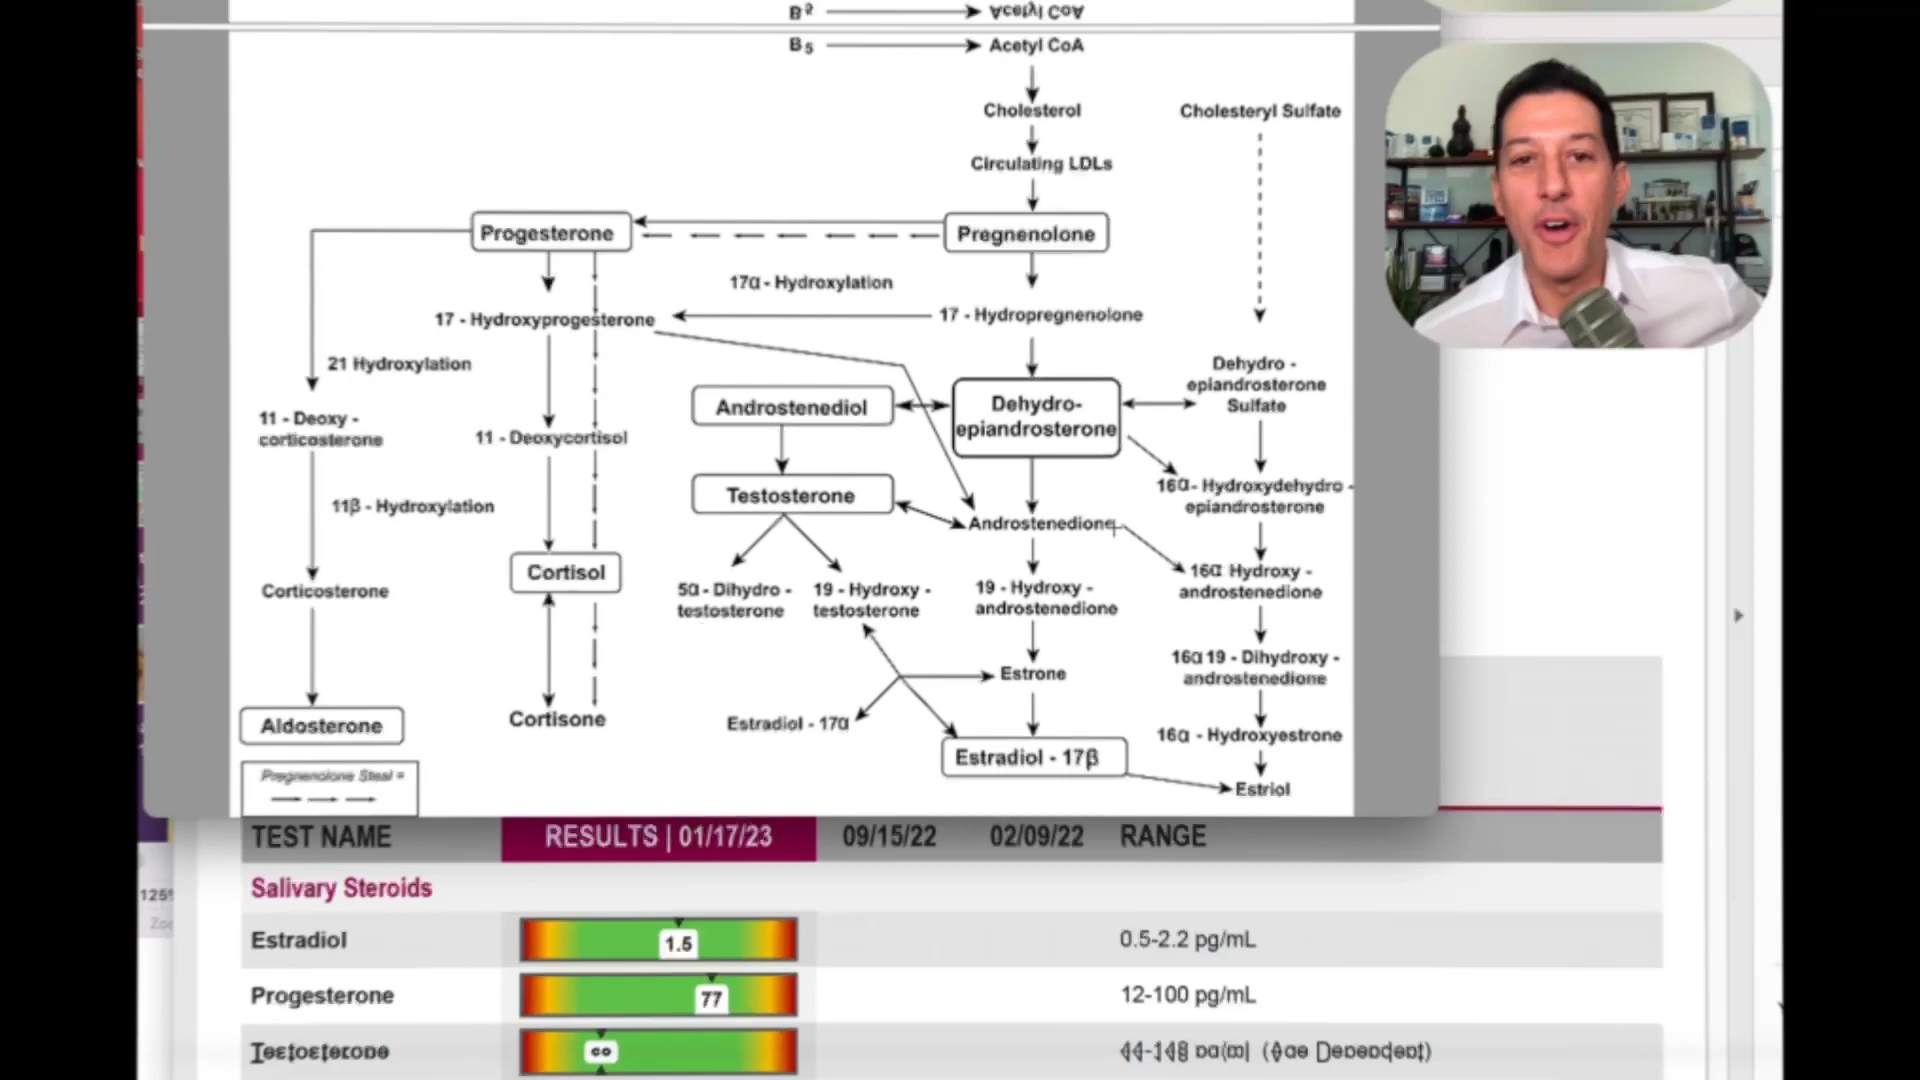 B 5 Acetyl CoA
Cholesterol
Cholesteryl Sulfate
Circulating LDLs
Progesterone
Pregnenolone
17α - Hydroxylation
17 - Hydroxyprogesterone
17 - Hydropregnenolone
21 Hydroxylation
Dehydro -
epiandrosterone
Sulfate
Androstenediol
Dehydro-
epiandrosterone
11 - Deoxy -
corticosterone
11 - Deoxycortisol
Testosterone
16α- Hydroxydehydro -
epiandrosterone
11β - Hydroxylation
Androstenedione
Cortisol
16α Hydroxy -
androstenedione
Corticosterone
5α - Dihydro -
testosterone
19 - Hydroxy -
testosterone
19 - Hydroxy -
androstenedione
16α 19 - Dihydroxy -
androstenedione
Estrone
Aldosterone
Cortisone
Estradiol - 17α
16α - Hydroxyestrone
Estradiol - 17β
Estriol
Pregnenolone Steal =
TEST NAME RESULTS | 01/17/23 09/15/22 02/09/22 RANGE
Salivary Steroids
Estradiol 1.5 0.5-2.2 pg/mL
Progesterone 77 12-100 pg/mL